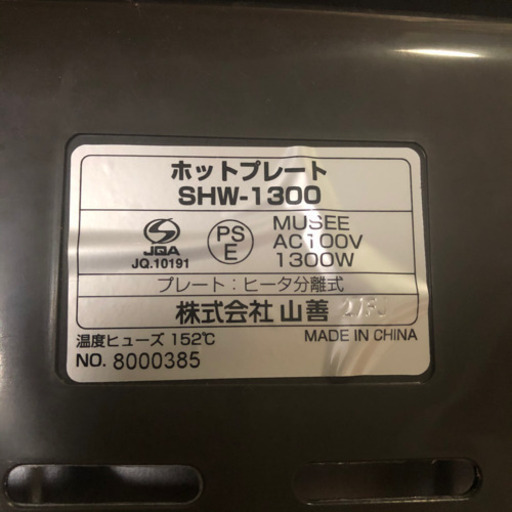 ホットプレート
SHW-1300
JQA
JQ.10191
PS
E
MUSEE
AC100V
1300W
プレート:ヒータ分離式
株式会社 山善
温度ヒューズ 152℃
MADE IN CHINA
NO. 8000385